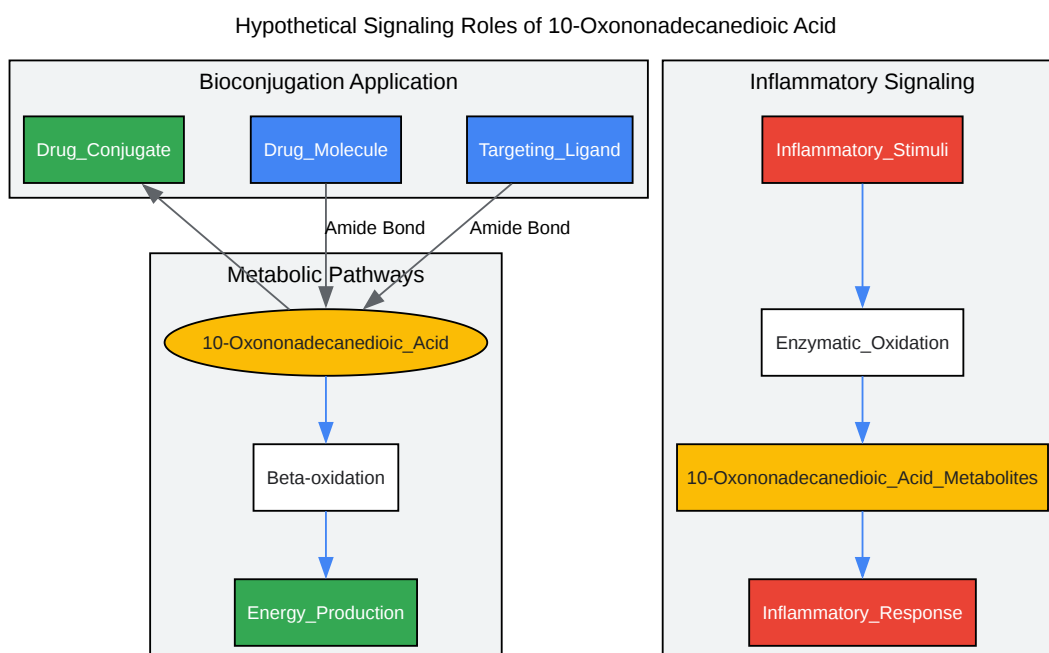 Hypothetical Signaling Roles of 10-Oxononadecanedioic Acid
Bioconjugation Application
Inflammatory Signaling
Drug_Conjugate
Drug_Molecule
Targeting_Ligand
Inflammatory_Stimuli
Amide Bond
Amide Bond
Metabolic Pathways
10-Oxononadecanedioic_Acid
Enzymatic_Oxidation
Beta-oxidation
10-Oxononadecanedioic_Acid_Metabolites
Energy_Production
Inflammatory_Response